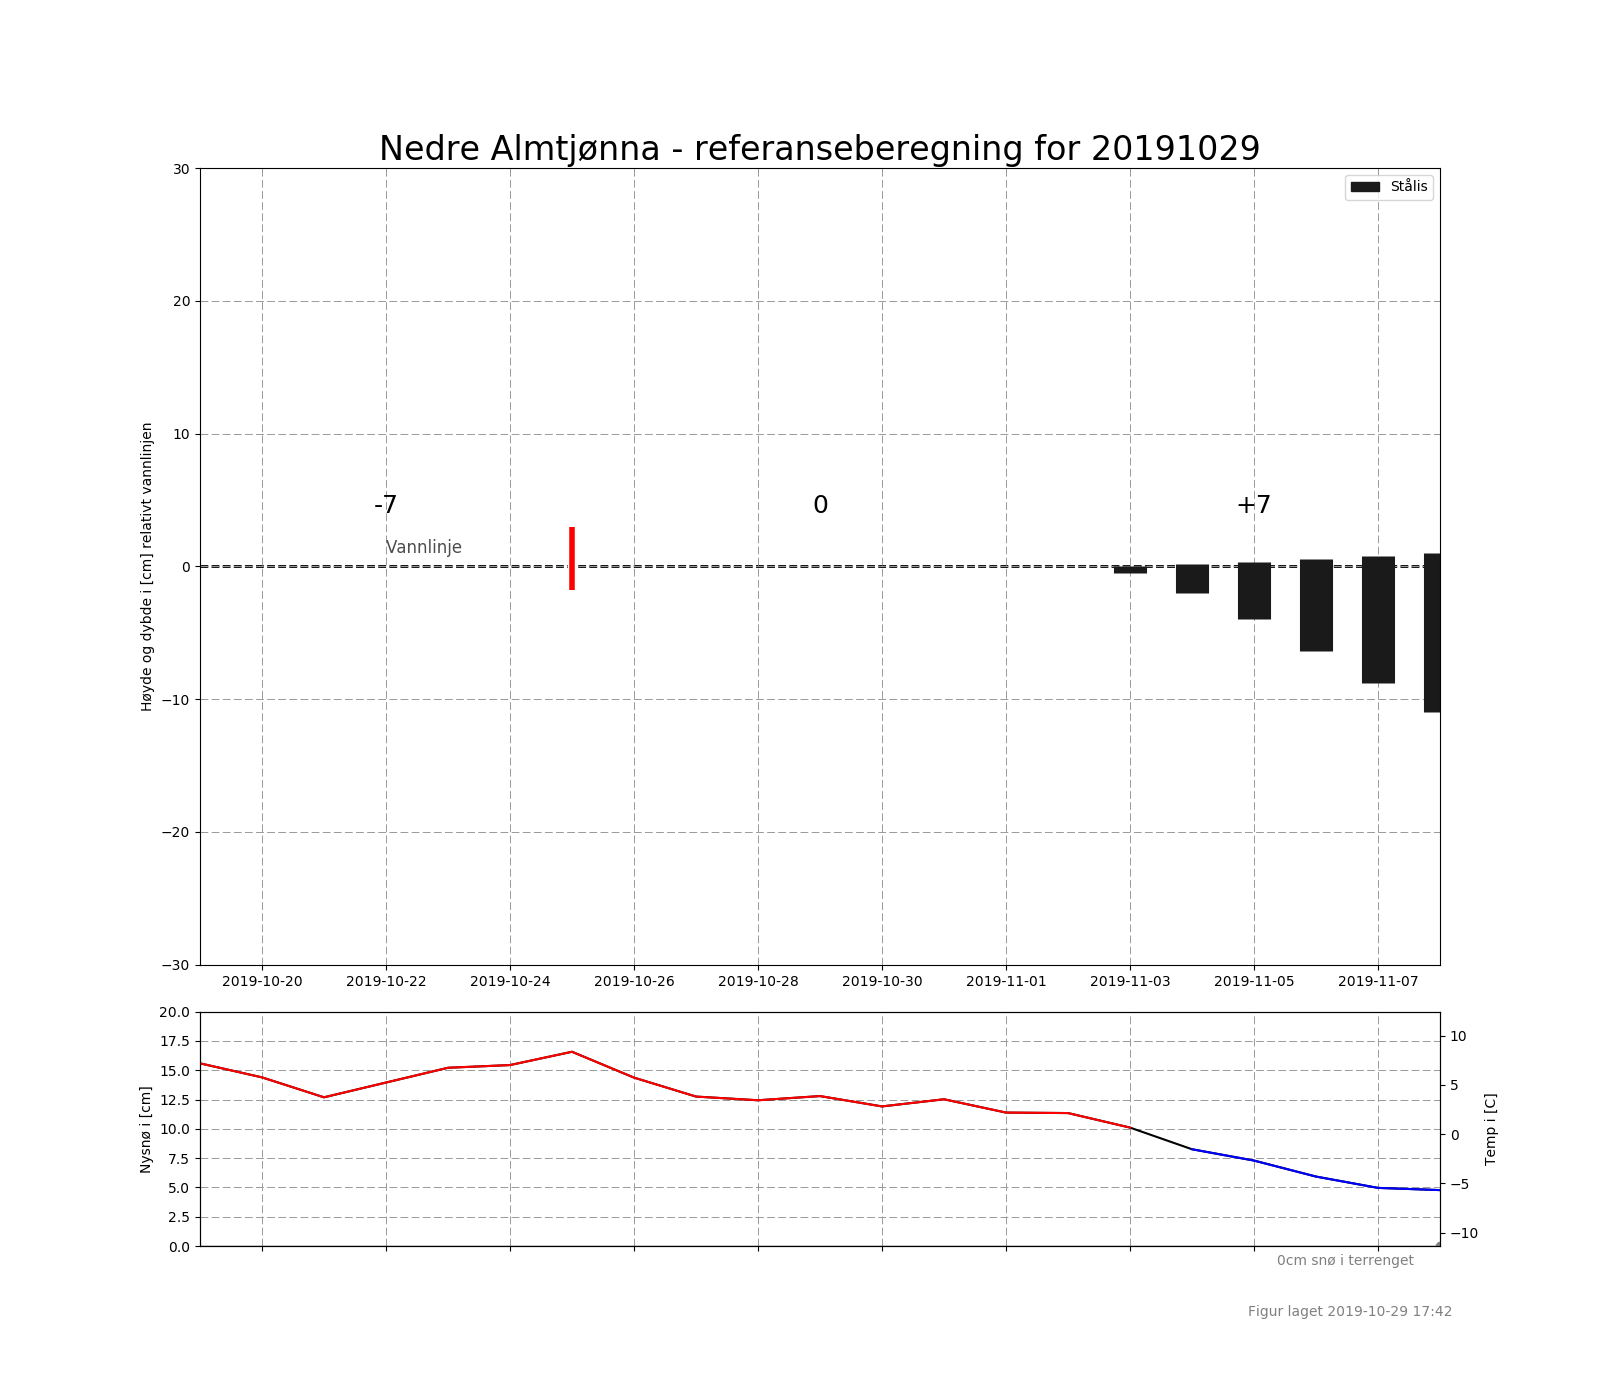 Nedre Almtjønna - referanseberegning for 20191029
30
20
10
0
−10
−20
−30
Høyde og dybde i [cm] relativt vannlinjen
Stålis
-7
0
+7
Vannlinje
2019-10-20 2019-10-22 2019-10-24 2019-10-26 2019-10-28 2019-10-30 2019-11-01 2019-11-03 2019-11-05 2019-11-07
20.0
17.5
15.0
12.5
10.0
7.5
5.0
2.5
0.0
Nysnø i [cm]
10
5
0
−5
−10
Temp i [C]
0cm snø i terrenget
Figur laget 2019-10-29 17:42